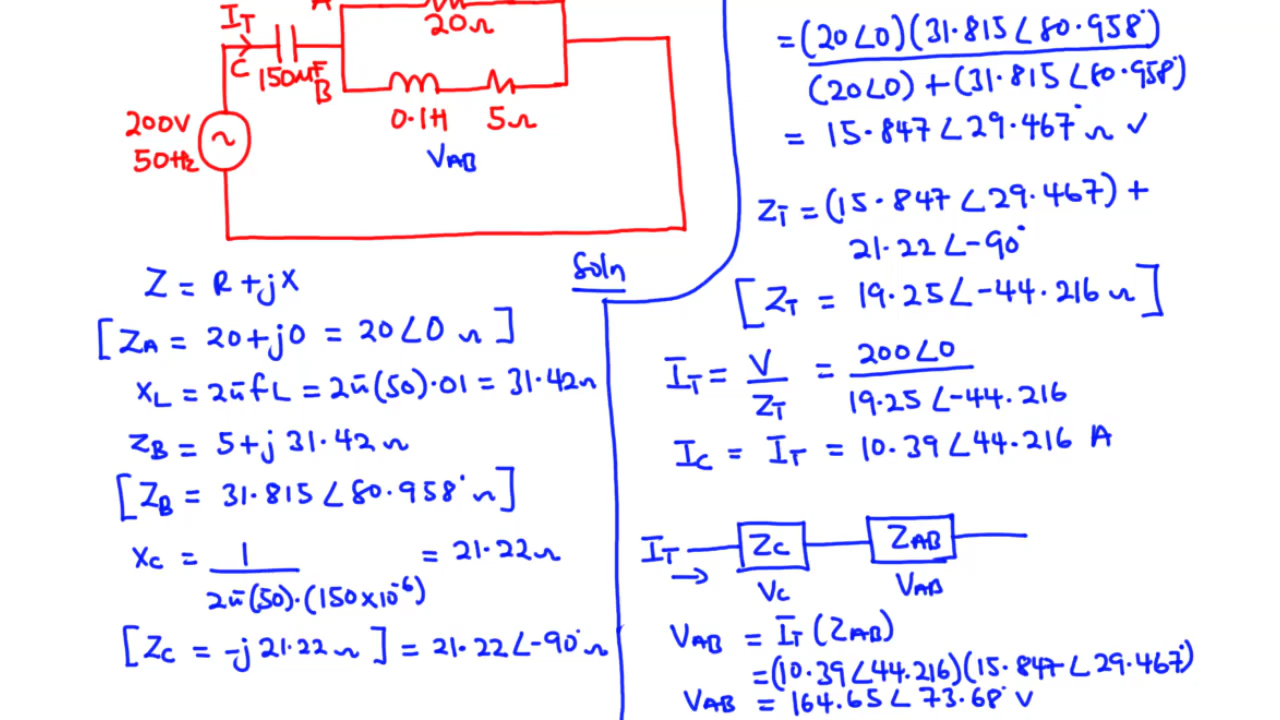 I_T A
20Ω
C 150μF B
200V 0.1H 5Ω
50Hz V_AB
Soln
Z = R + jX
[Z_A = 20 + j0 = 20∠0 Ω]
X_L = 2πfL = 2π(50)·01 = 31.42Ω
Z_B = 5 + j 31.42 Ω
[Z_B = 31.815 ∠80.958° Ω]
X_C = 1 / 2π(50)·(150×10^-6) = 21.22Ω
[Z_C = -j 21.22 Ω] = 21.22∠-90° Ω
= (20∠0)(31.815∠80.958°)
(20∠0) + (31.815∠80.958°)
= 15.847∠29.467° Ω ✓
Z_T = (15.847∠29.467) +
21.22∠-90°
[Z_T = 19.25∠-44.216 Ω]
I_T = V / Z_T = 200∠0 / 19.25∠-44.216
I_C = I_T = 10.39∠44.216 A
I_T → Z_C Z_AB
V_C V_AB
V_AB = I_T (Z_AB)
=(10.39∠44.216)(15.847∠29.467°)
V_AB = 164.65∠73.68° V